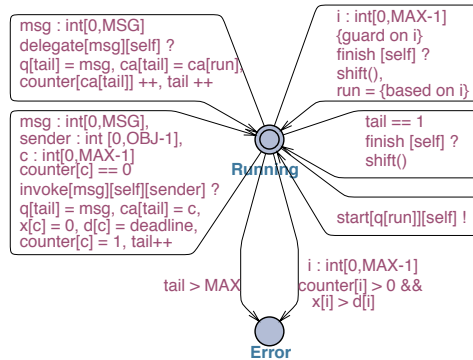 msg : int[0,MSG]
delegate[msg][self] ?
q[tail] = msg, ca[tail] = ca[run],
counter[ca[tail]] ++, tail ++
i : int[0,MAX-1]
{guard on i}
finish [self] ?
shift(),
run = {based on i}
msg : int[0,MSG],
sender : int [0,OBJ-1],
c : int[0,MAX-1]
counter[c] == 0
invoke[msg][self][sender] ?
q[tail] = msg, ca[tail] = c,
x[c] = 0, d[c] = deadline,
counter[c] = 1, tail++
tail == 1
finish [self] ?
shift()
Running
start[q[run]][self] !
tail > MAX
i : int[0,MAX-1]
counter[i] > 0 &&
x[i] > d[i]
Error